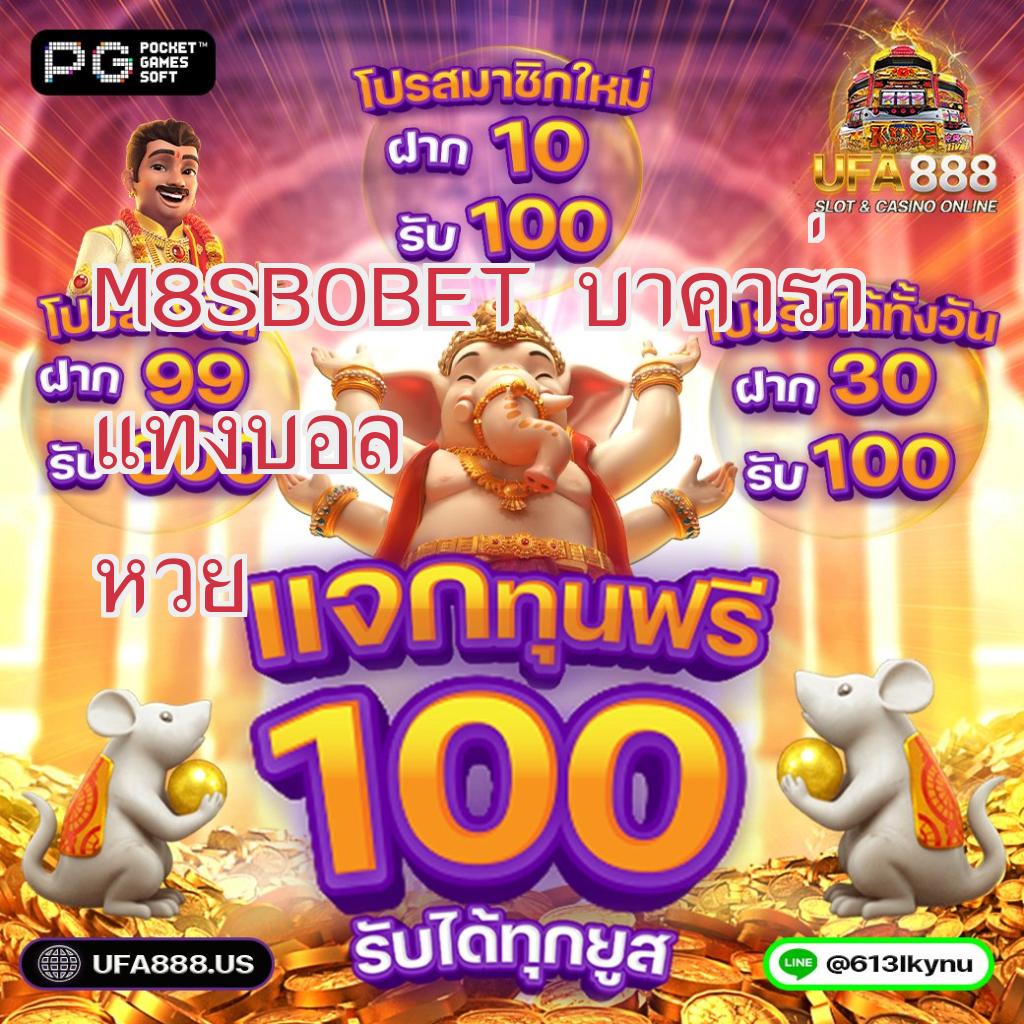 PG POCKET GAMES SOFT™
โปรสมาชิกใหม่
ฝาก 10
รับ 100
UFA888
SLOT & CASINO ONLINE
M8SBOBET บาคาร่า
ฝาก 99
ฝาก 30
รับ 100
แทงบอล
หวย
แจกทุนฟรี
100
รับได้ทุกยูส
UFA888.US
LINE @613lkynu